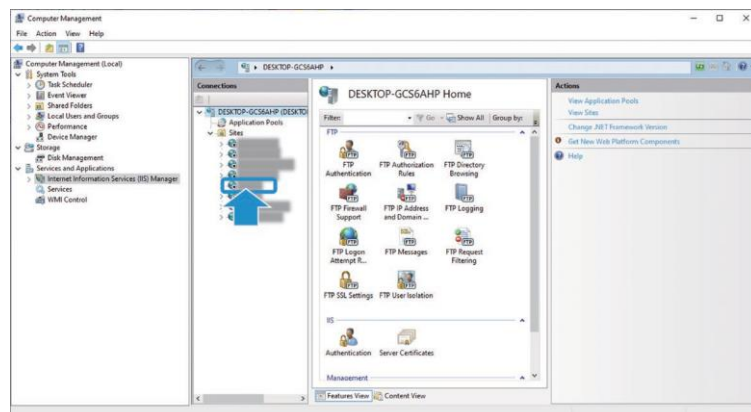 Computer Management
File Action View Help
Computer Management (Local)
System Tools
Task Scheduler
Event Viewer
Shared Folders
Local Users and Groups
Performance
Device Manager
Storage
Disk Management
Services and Applications
Internet Information Services (IIS) Manager
Services
WMI Control
DESKTOP-GCS6AHP
Connections
DESKTOP-GCS6AHP (DESKTO
Application Pools
Sites
DESKTOP-GCS6AHP Home
Filter: Go Show All Group by:
FTP
FTP Authentication
FTP Authorization Rules
FTP Directory Browsing
FTP Firewall Support
FTP IP Address and Domain ...
FTP Logging
FTP Logon Attempt R...
FTP Messages
FTP Request Filtering
FTP SSL Settings
FTP User Isolation
IIS
Authentication
Server Certificates
Management
Features View Content View
Actions
View Application Pools
View Sites
Change .NET Framework Version
Get New Web Platform Components
Help